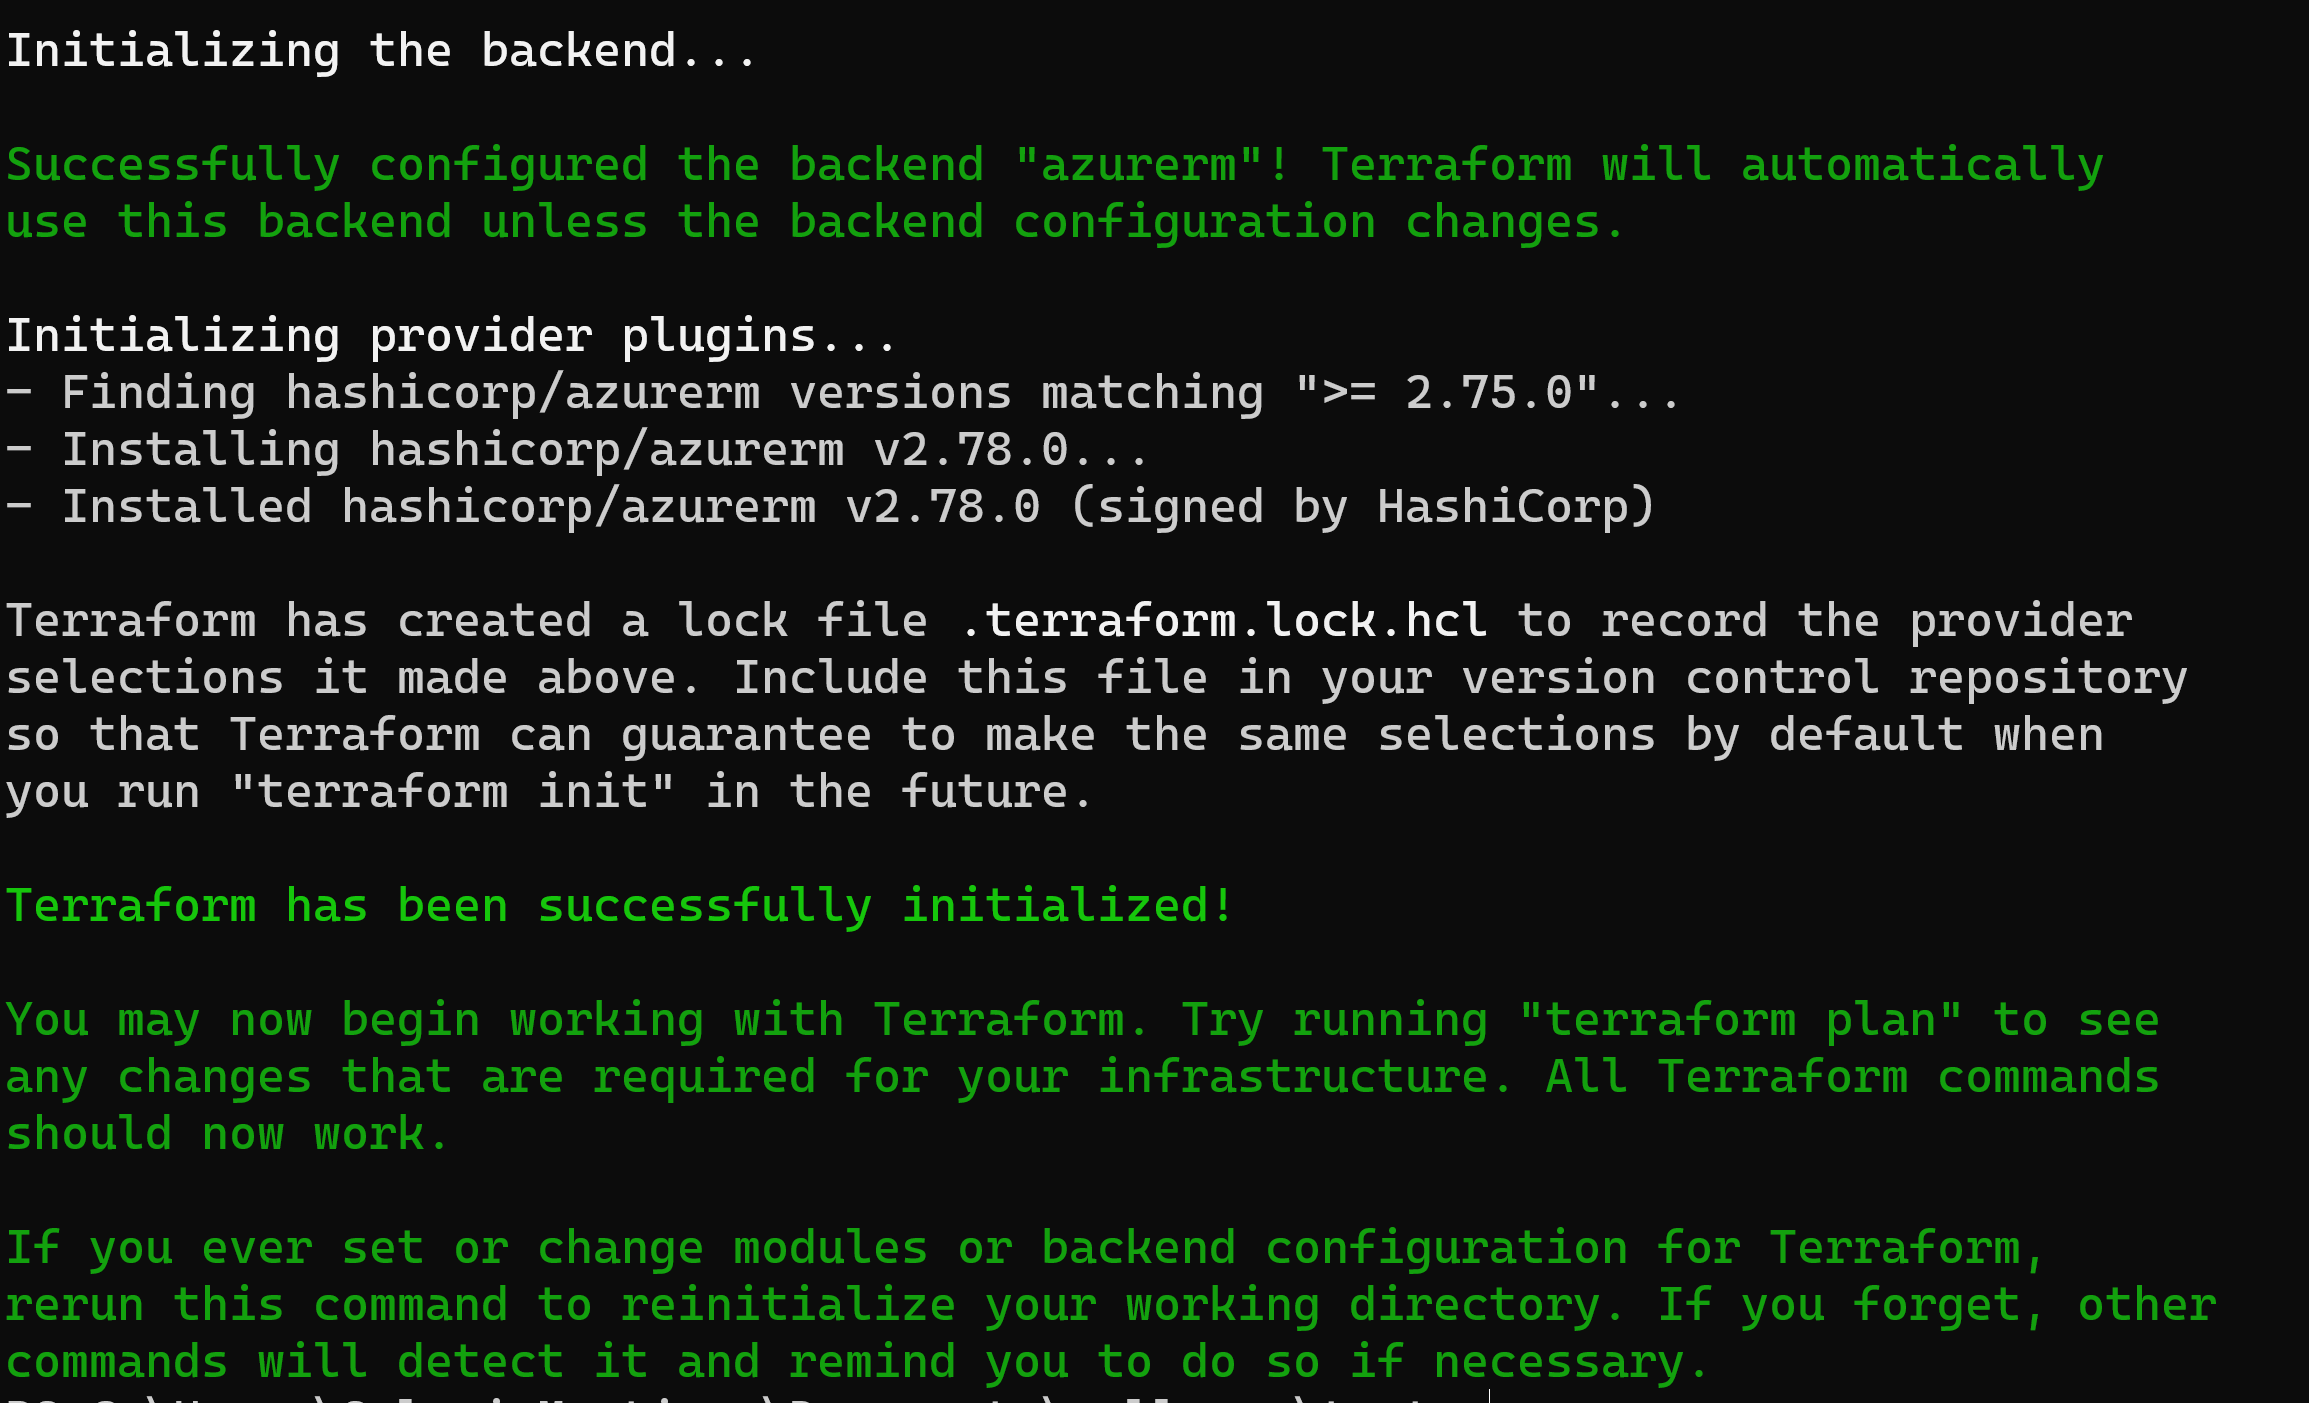 Initializing the backend...
Successfully configured the backend "azurerm"! Terraform will automatically
use this backend unless the backend configuration changes.
Initializing provider plugins...
- Finding hashicorp/azurerm versions matching ">= 2.75.0"...
- Installing hashicorp/azurerm v2.78.0...
- Installed hashicorp/azurerm v2.78.0 (signed by HashiCorp)
Terraform has created a lock file .terraform.lock.hcl to record the provider
selections it made above. Include this file in your version control repository
so that Terraform can guarantee to make the same selections by default when
you run "terraform init" in the future.
Terraform has been successfully initialized!
You may now begin working with Terraform. Try running "terraform plan" to see
any changes that are required for your infrastructure. All Terraform commands
should now work.
If you ever set or change modules or backend configuration for Terraform,
rerun this command to reinitialize your working directory. If you forget, other
commands will detect it and remind you to do so if necessary.